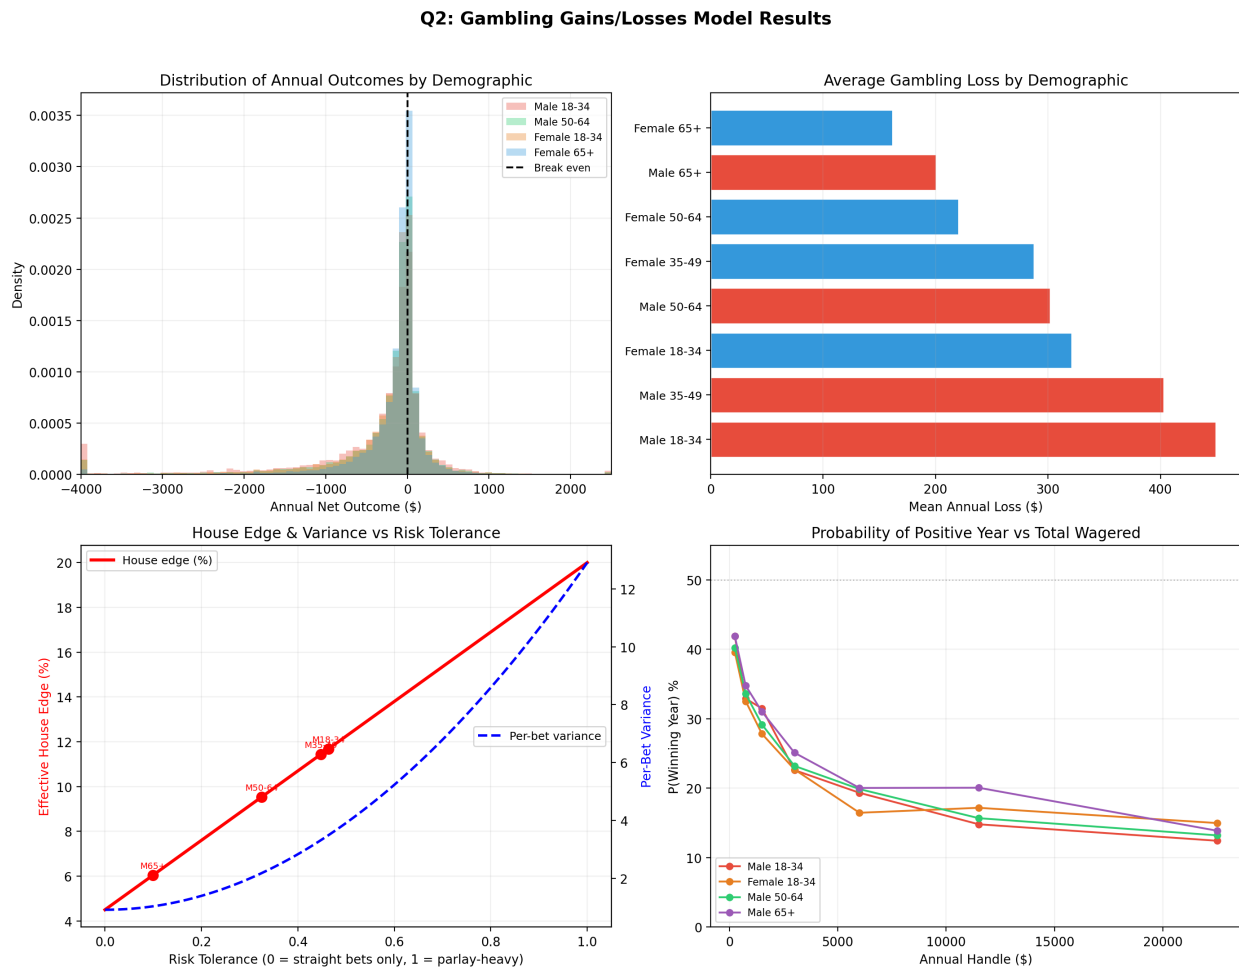 Q2: Gambling Gains/Losses Model Results
Distribution of Annual Outcomes by Demographic
Density
0.0035
0.0030
0.0025
0.0020
0.0015
0.0010
0.0005
0.0000
−4000 −3000 −2000 −1000 0 1000 2000
Annual Net Outcome ($)
Male 18-34
Male 50-64
Female 18-34
Female 65+
Break even
Average Gambling Loss by Demographic
Female 65+
Male 65+
Female 50-64
Female 35-49
Male 50-64
Female 18-34
Male 35-49
Male 18-34
0 100 200 300 400
Mean Annual Loss ($)
House Edge & Variance vs Risk Tolerance
House edge (%)
Effective House Edge (%)
20
18
16
14
12
10
8
6
4
M18-34
M50-64
M65+
Per-bet variance
12
10
8
6
4
2
Per-Bet Variance
0.0 0.2 0.4 0.6 0.8 1.0
Risk Tolerance (0 = straight bets only, 1 = parlay-heavy)
Probability of Positive Year vs Total Wagered
P(Winning Year) %
50
40
30
20
10
0
Male 18-34
Female 18-34
Male 50-64
Male 65+
0 5000 10000 15000 20000
Annual Handle ($)